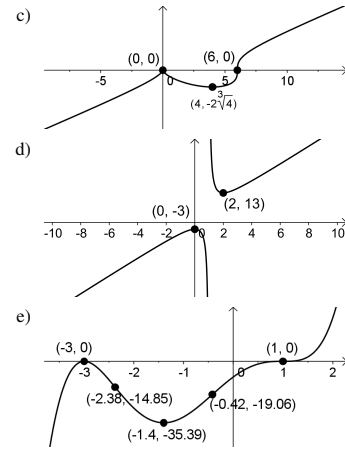 c)
(0, 0)
(6, 0)
-5
0
5
10
(4, -2∛4)
d)
(0, -3)
(2, 13)
-10 -8 -6 -4 -2 0 2 4 6 8 10
e)
(-3, 0)
(1, 0)
-3 -2 -1 0 1 2
(-2.38, -14.85)
(-0.42, -19.06)
(-1.4, -35.39)